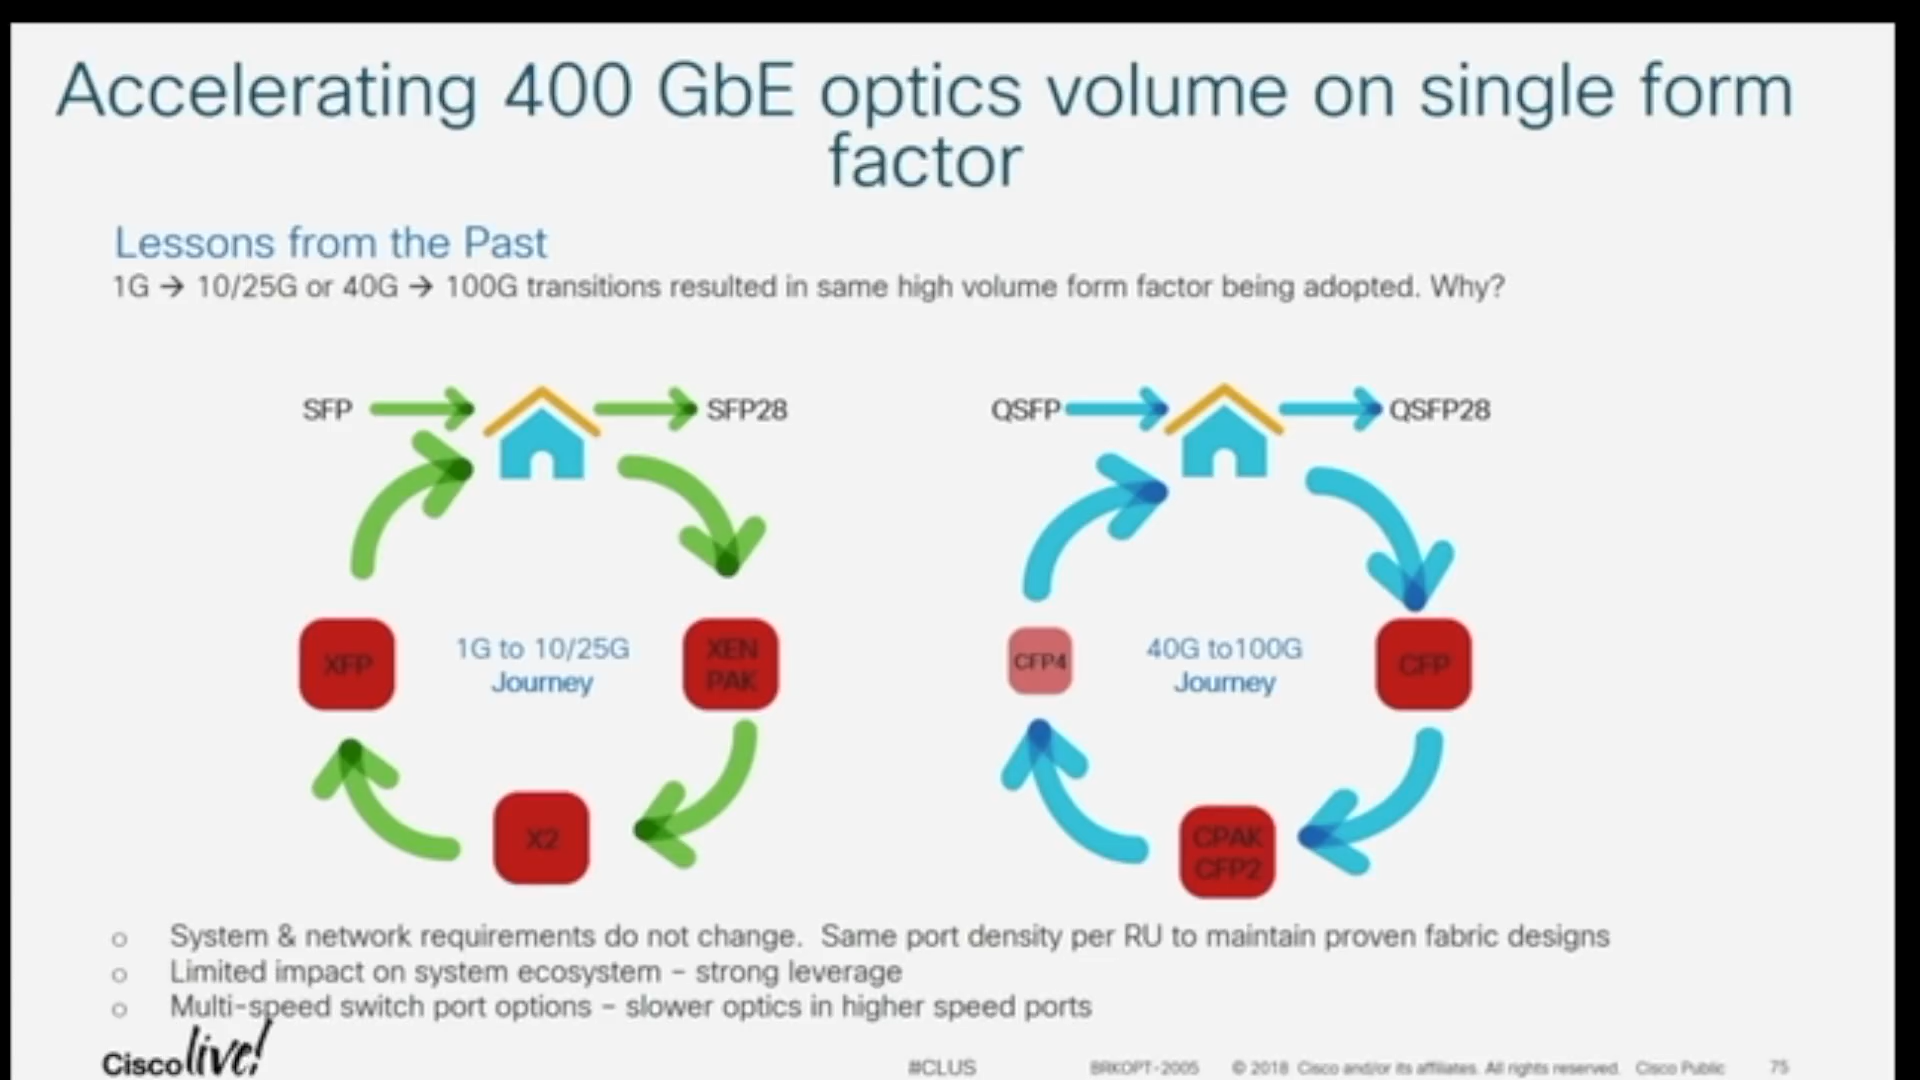 Accelerating 400 GbE optics volume on single form
factor
Lessons from the Past
1G → 10/25G or 40G → 100G transitions resulted in same high volume form factor being adopted. Why?
SFP
SFP28
XFP
1G to 10/25G
Journey
XEN
PAK
X2
QSFP
QSFP28
CFP4
40G to100G
Journey
CFP
CPAK
CFP2
o System & network requirements do not change. Same port density per RU to maintain proven fabric designs
o Limited impact on system ecosystem – strong leverage
o Multi-speed switch port options – slower optics in higher speed ports
Cisco live!
#CLUS
BRKOPT-2005
© 2018 Cisco and/or its affiliates. All rights reserved. Cisco Public
75